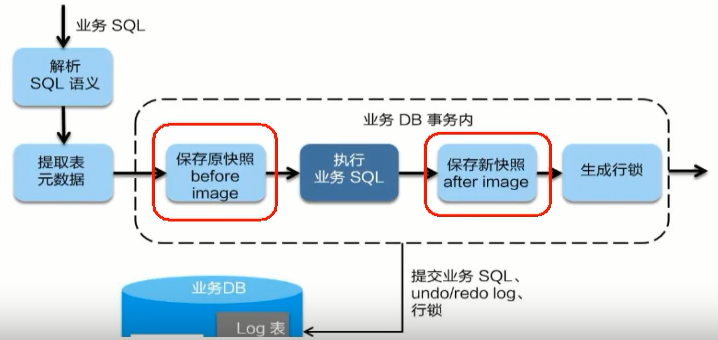 业务 SQL
解析
SQL 语义
提取表
元数据
业务 DB 事务内
保存原快照
before
image
执行
业务 SQL
保存新快照
after image
生成行锁
提交业务 SQL、
undo/redo log、
行锁
业务DB
Log 表